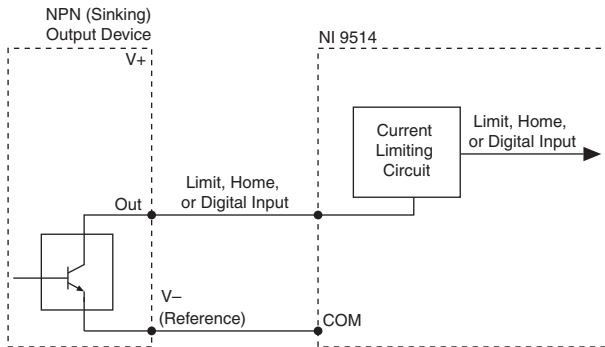 NPN (Sinking)
Output Device
V+
NI 9514
Current
Limiting
Circuit
Limit, Home,
or Digital Input
Limit, Home,
or Digital Input
Out
V–
(Reference)
COM